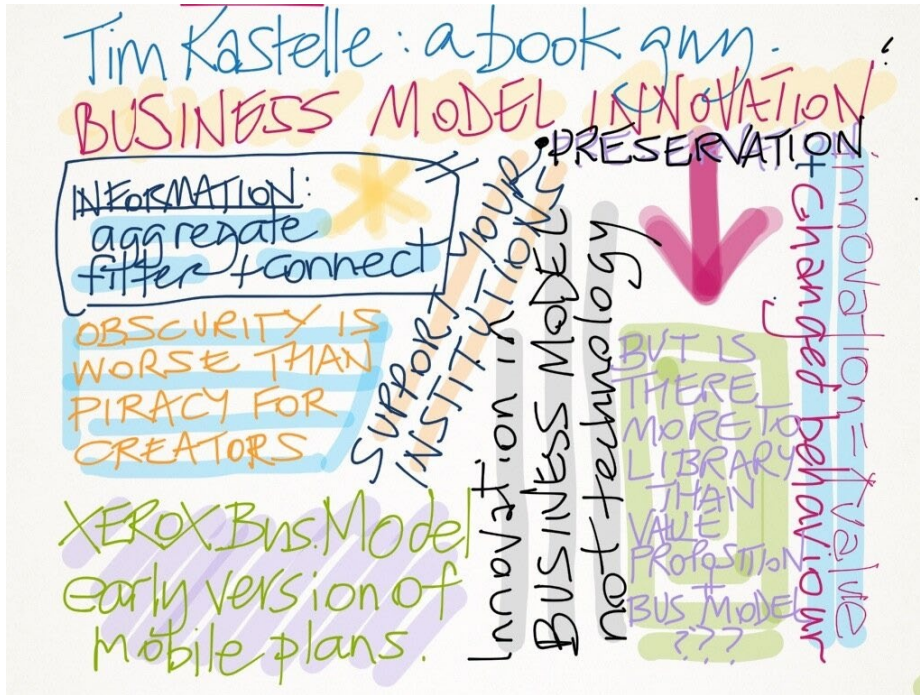 Tim Kastelle: a book guy.
BUSINESS MODEL INNOVATION
• PRESERVATION
INFORMATION:
aggregate
filter + connect
SUPPORT YOUR
INSTITUTIONS
OBSCURITY IS
WORSE THAN
PIRACY FOR
CREATORS
XEROX Bus. Model
early version of
mobile plans.
Innovation in
BUSINESS MODEL
not technology
BUT IS
THERE
MORE TO
LIBRARY
THAN
VALUE
PROPOSITION
+
BUS MODEL
???
innovation = *value
+ changed behaviour